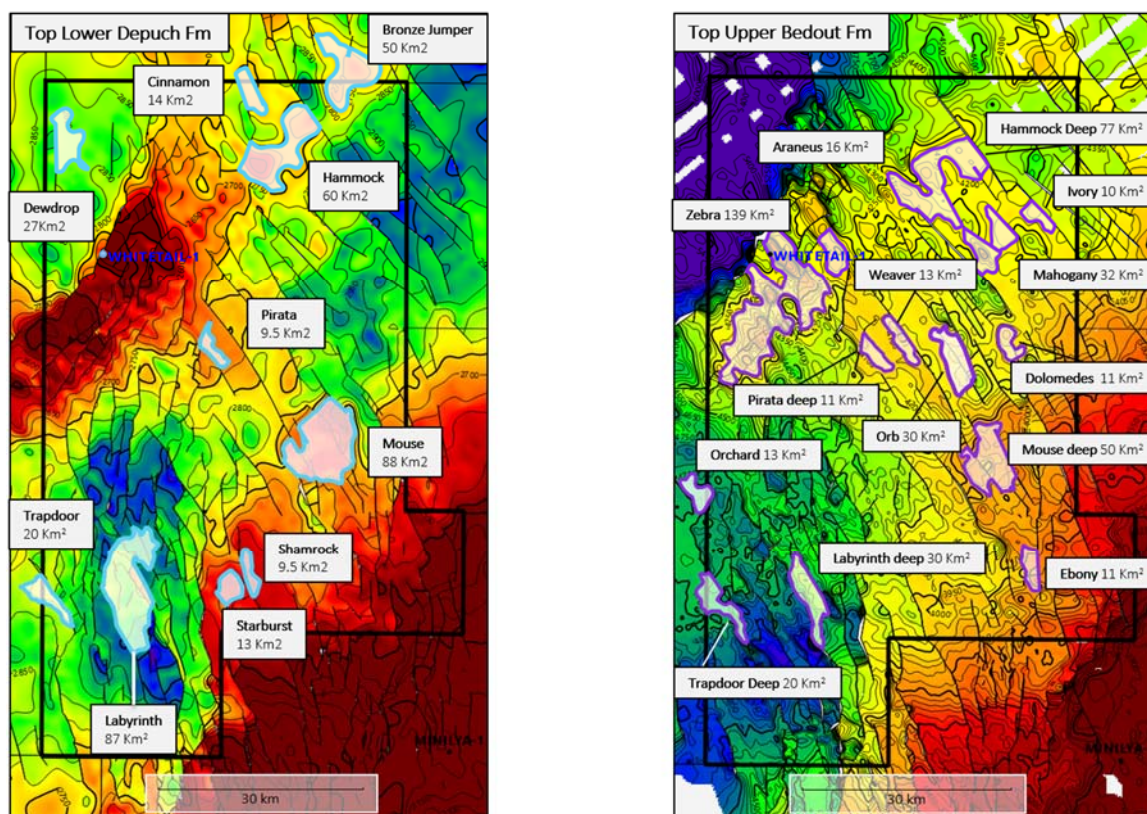 Top Lower Depuch Fm
Bronze Jumper
50 Km2
Cinnamon
14 Km2
Hammock
60 Km2
Dewdrop
27Km2
WHITETAIL-1
Pirata
9.5 Km2
Mouse
88 Km2
Trapdoor
20 Km2
Shamrock
9.5 Km2
Starburst
13 Km2
Labyrinth
87 Km²
MINILYA-1
30 km
Top Upper Bedout Fm
Hammock Deep 77 Km²
Araneus 16 Km²
Ivory 10 Km²
Zebra 139 Km²
WHITETAIL-1
Weaver 13 Km²
Mahogany 32 Km²
Dolomedes 11 Km²
Pirata deep 11 Km²
Orb 30 Km²
Mouse deep 50 Km²
Orchard 13 Km²
Labyrinth deep 30 Km²
Ebony 11 Km²
Trapdoor Deep 20 Km²
MINILYA
30 km